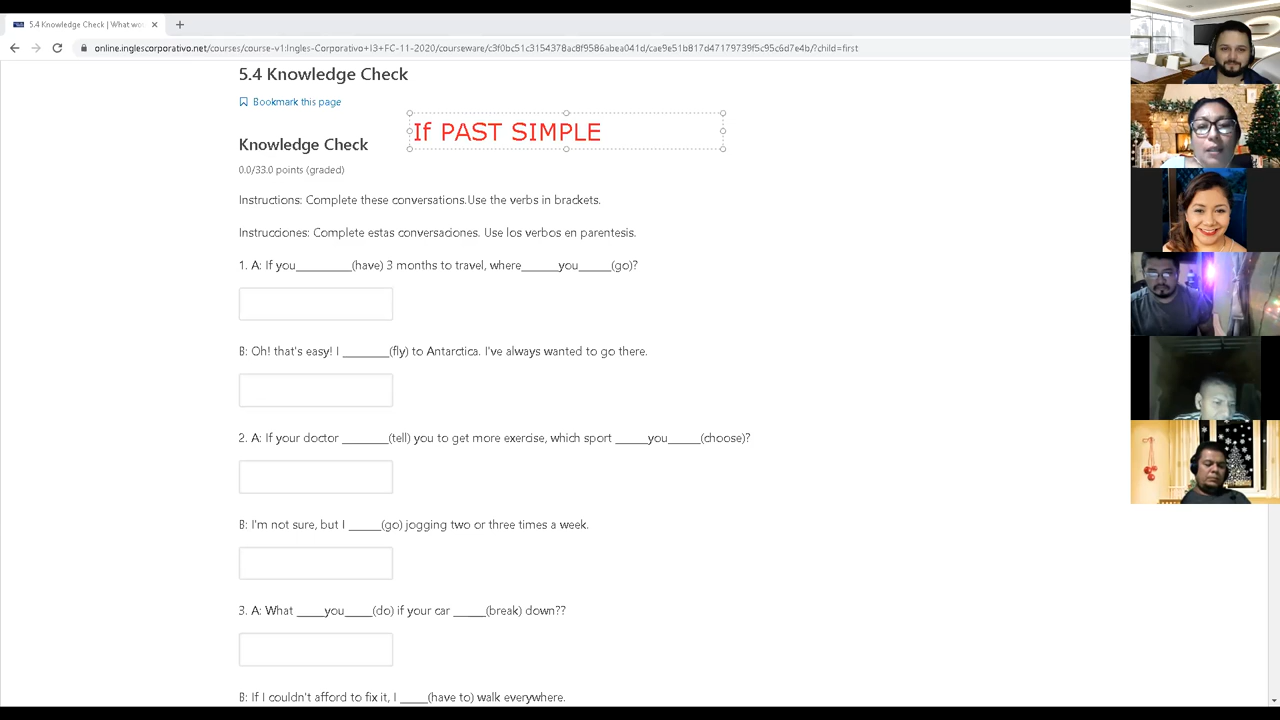 5.4 Knowledge Check | What wo
online.inglescorporativo.net/courses/course-v1:Ingles-Corporativo+I3+FC-11-2020/courseware/c3f0bc51c3154378ac8f9586abea041d/cae9e51b817d47179739f5c95c6d7e4b/?child=first
5.4 Knowledge Check
Bookmark this page
If PAST SIMPLE
Knowledge Check
0.0/33.0 points (graded)
Instructions: Complete these conversations.Use the verbs in brackets.
Instrucciones: Complete estas conversaciones. Use los verbos en parentesis.
1. A: If you________(have) 3 months to travel, where______you_____(go)?
B: Oh! that's easy! I _______(fly) to Antarctica. I've always wanted to go there.
2. A: If your doctor _______(tell) you to get more exercise, which sport _____you_____(choose)?
B: I'm not sure, but I _____(go) jogging two or three times a week.
3. A: What ____you____(do) if your car _____(break) down??
B: If I couldn't afford to fix it, I ____(have to) walk everywhere.